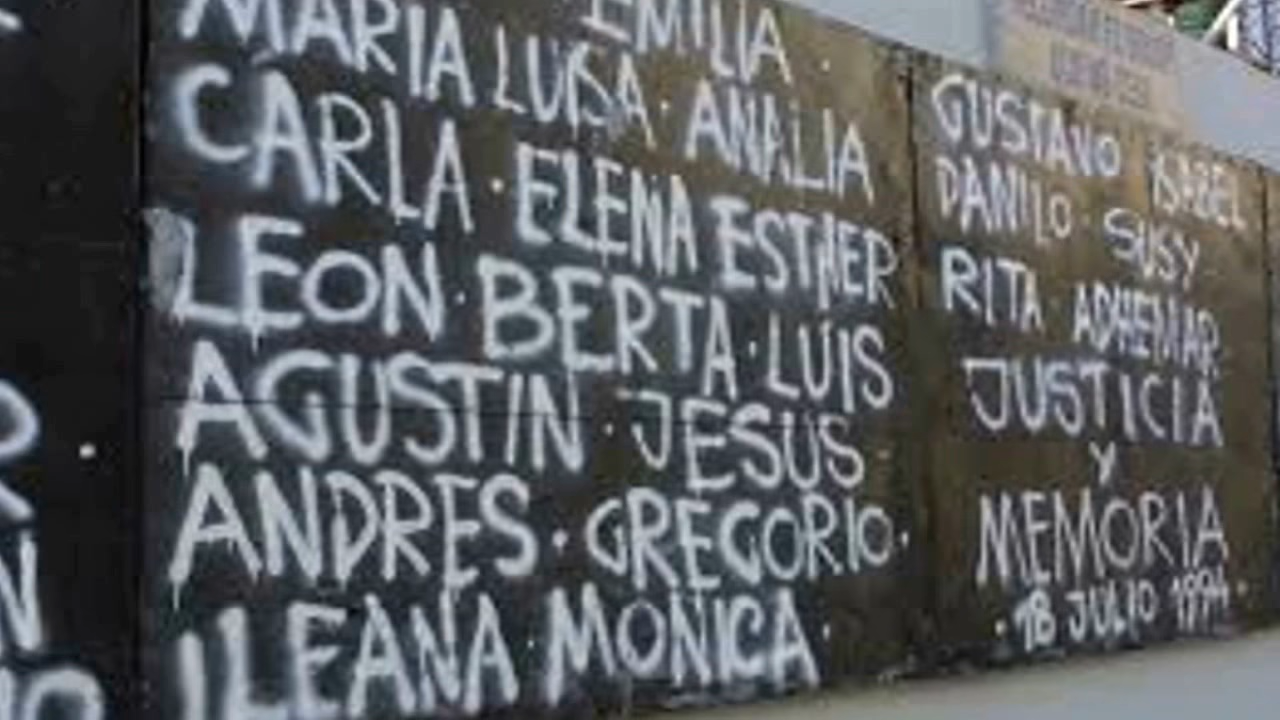 EMILIA ·
MARIA LUISA · ANALIA
CARLA · ELENA ESTHER
LEON · BERTA · LUIS
AGUSTIN · JESUS
ANDRES · GREGORIO ·
ILEANA · MONICA ·
GUSTAVO ISABEL
DANILO · SUSY
RITA · ADHEMAR
JUSTICIA
Y
MEMORIA
· 18 JULIO 1994 ·